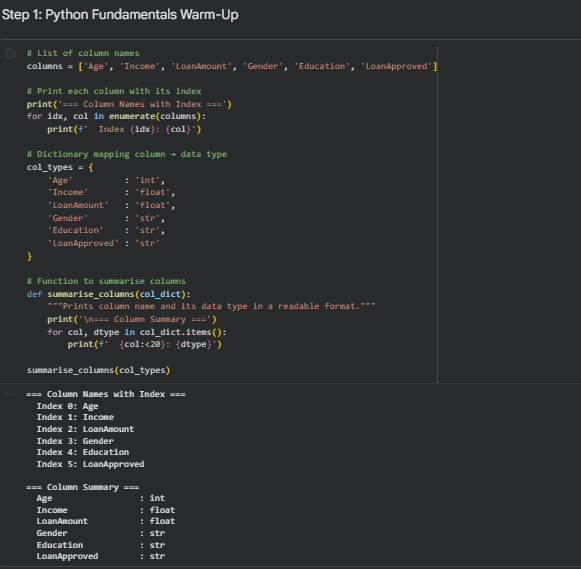 Step 1: Python Fundamentals Warm-Up
# List of column names
columns = ['Age', 'Income', 'LoanAmount', 'Gender', 'Education', 'LoanApproved']
# Print each column with its index
print('=== Column Names with Index ===')
for idx, col in enumerate(columns):
    print(f'  Index {idx}: {col}')
# Dictionary mapping column → data type
col_types = {
    'Age'          : 'int',
    'Income'       : 'float',
    'LoanAmount'   : 'float',
    'Gender'       : 'str',
    'Education'    : 'str',
    'LoanApproved' : 'str'
}
# Function to summarise columns
def summarise_columns(col_dict):
    """Prints column name and its data type in a readable format."""
    print('\n=== Column Summary ===')
    for col, dtype in col_dict.items():
        print(f'  {col:<20}: {dtype}')
summarise_columns(col_types)
=== Column Names with Index ===
  Index 0: Age
  Index 1: Income
  Index 2: LoanAmount
  Index 3: Gender
  Index 4: Education
  Index 5: LoanApproved
=== Column Summary ===
  Age                 : int
  Income              : float
  LoanAmount          : float
  Gender              : str
  Education           : str
  LoanApproved        : str